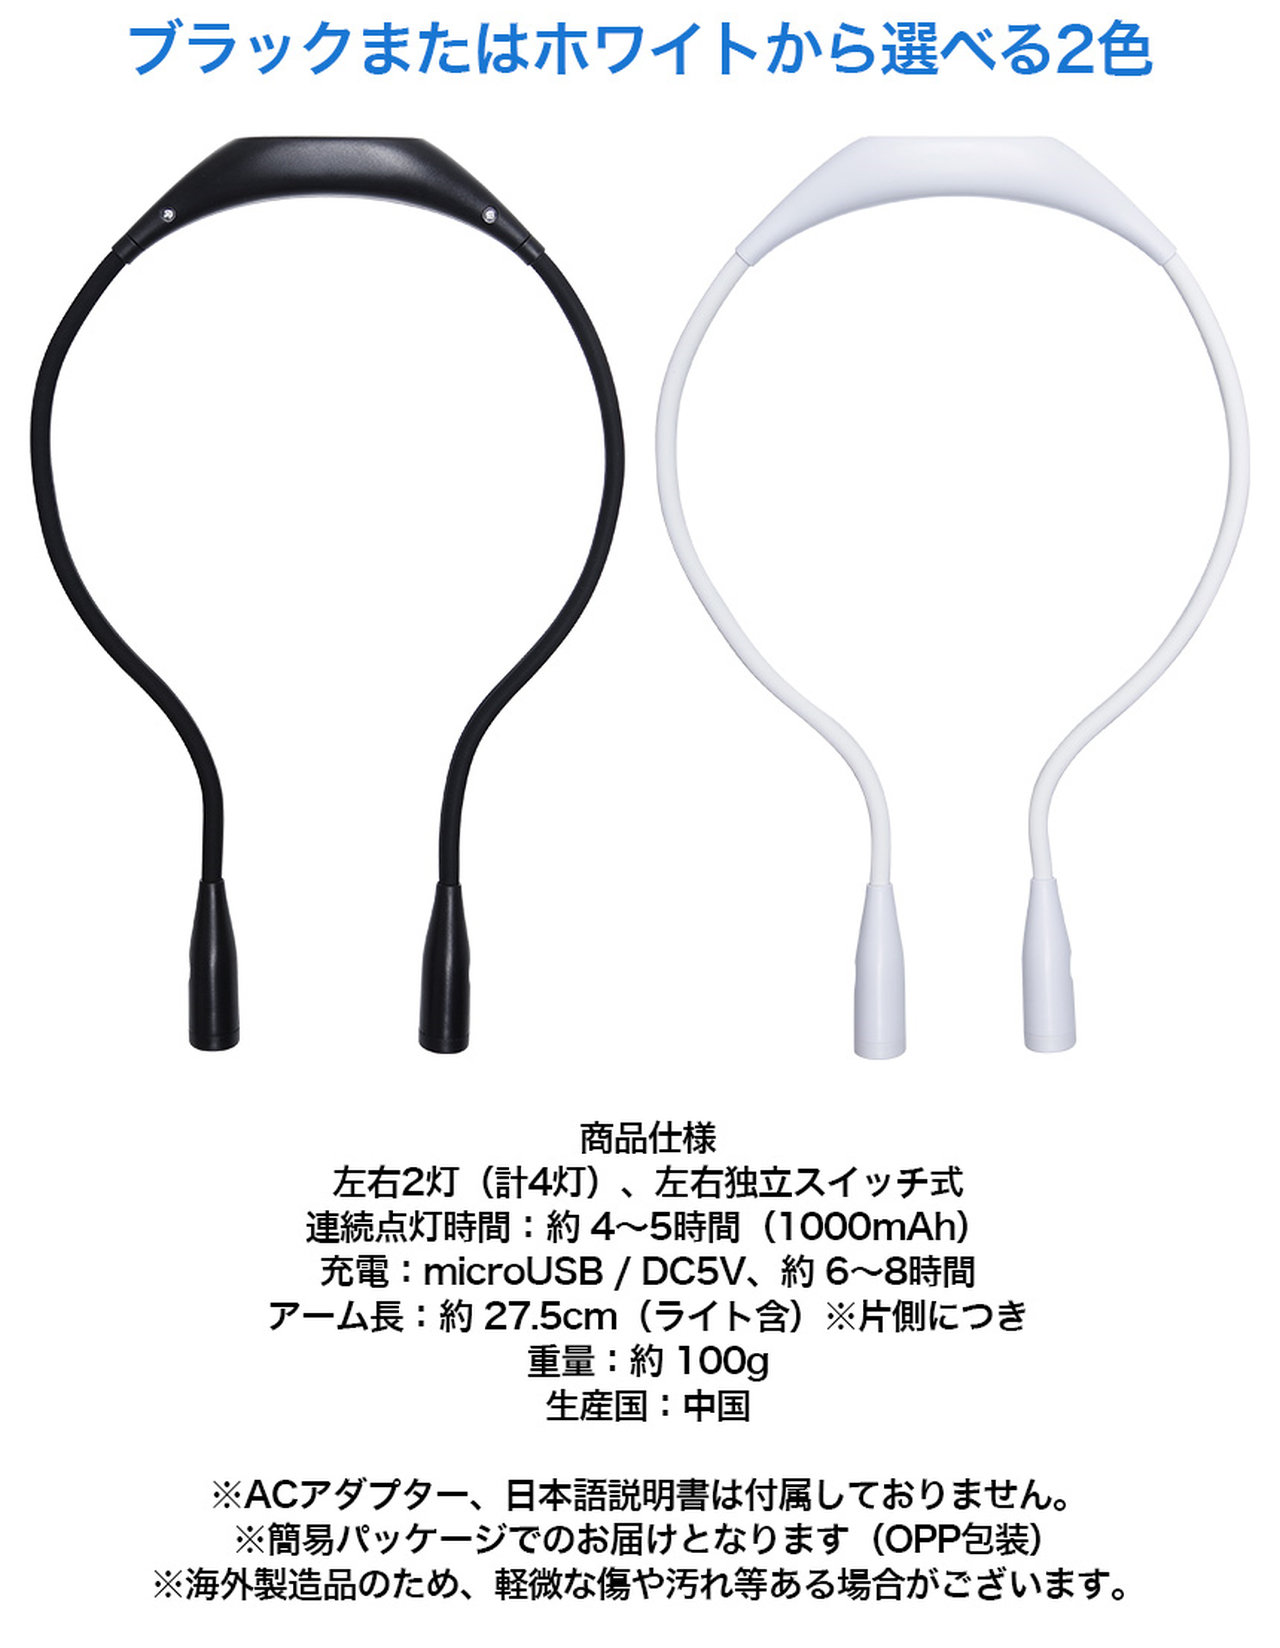 ブラックまたはホワイトから選べる2色
商品仕様
左右2灯（計4灯）、左右独立スイッチ式
連続点灯時間：約 4〜5時間（1000mAh）
充電：microUSB / DC5V、約 6〜8時間
アーム長：約 27.5cm（ライト含）※片側につき
重量：約 100g
生産国：中国
※ACアダプター、日本語説明書は付属しておりません。
※簡易パッケージでのお届けとなります（OPP包装）
※海外製造品のため、軽微な傷や汚れ等ある場合がございます。